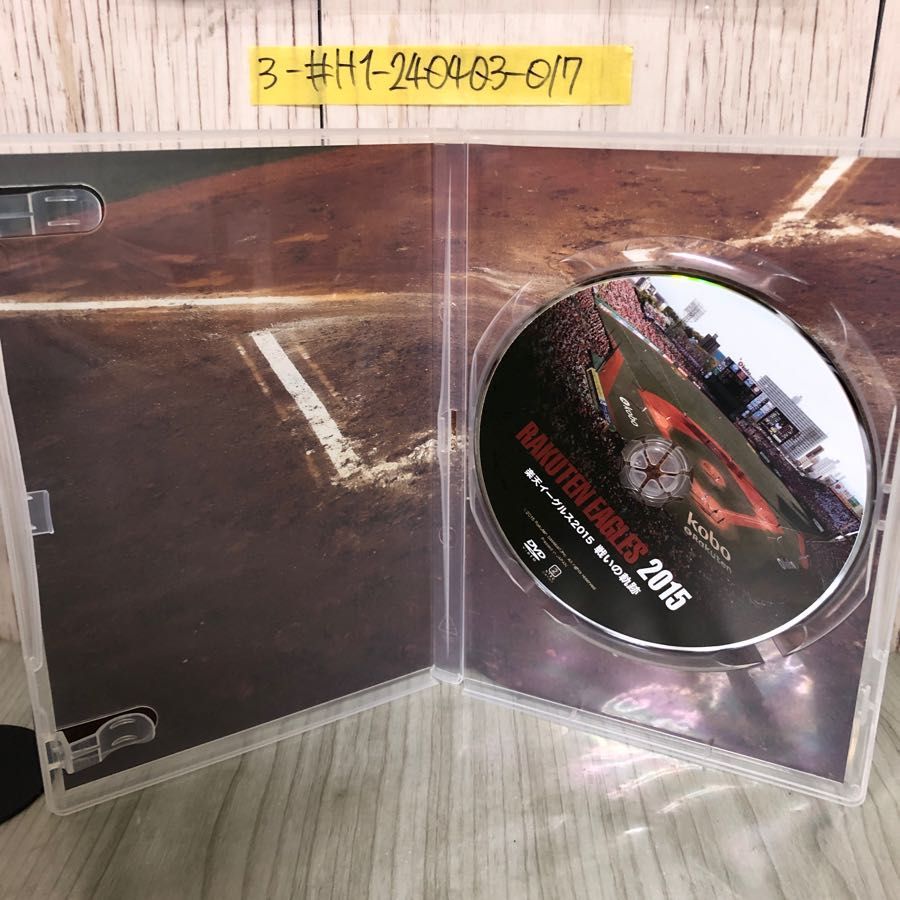 3-#H1-240403-017
kobo
kobo
Rakuten
RAKUTEN EAGLES 2015
楽天イーグルス2015 戦いの軌跡
DVD